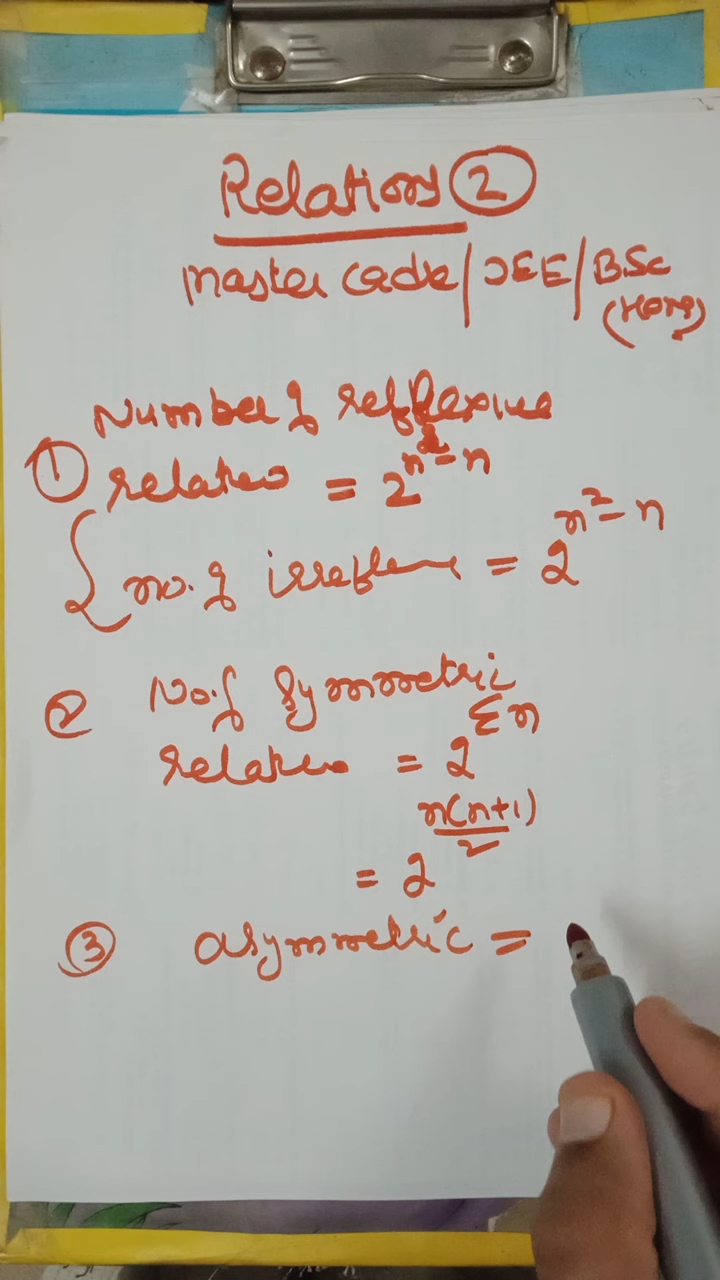 Relations ②
Master Cadre/JEE/BSc
(Hons)
Number of reflexive
① relation = 2^{n²-n}
{ no. of irreflexive = 2^{n²-n}
② No. of Symmetric
relation = 2^{Σn}
= 2^{n(n+1)/2}
③ asymmetric =